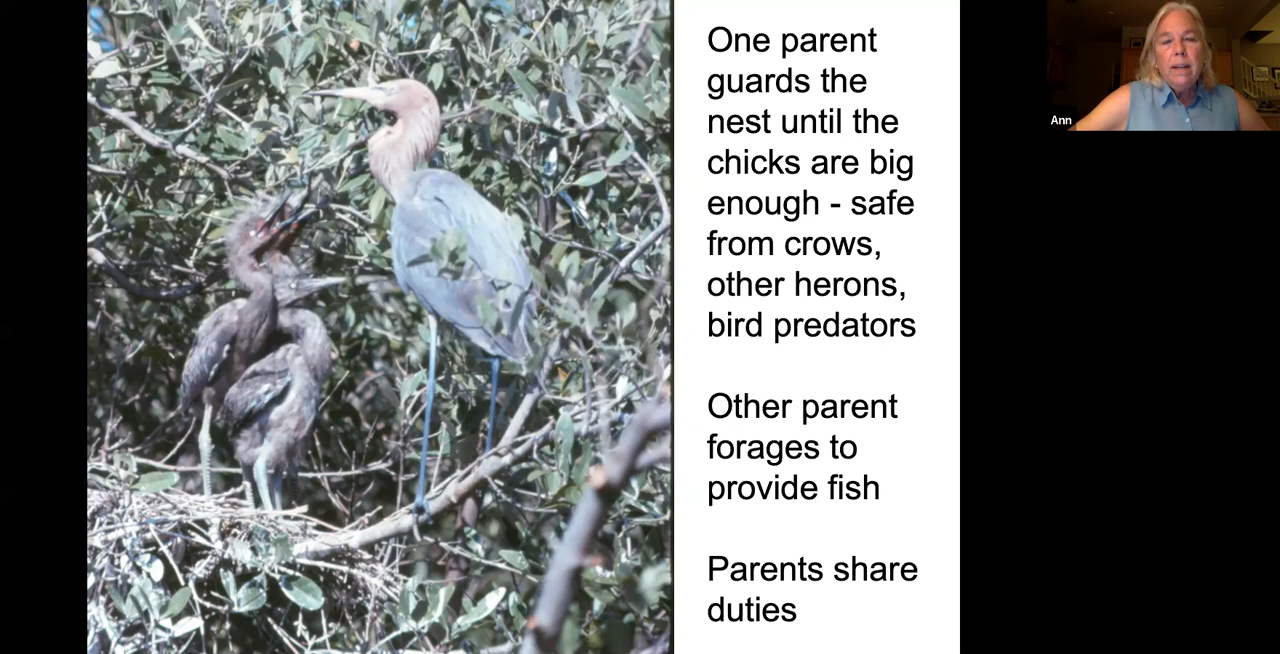 One parent
guards the
nest until the
chicks are big
enough - safe
from crows,
other herons,
bird predators
Other parent
forages to
provide fish
Parents share
duties
Ann